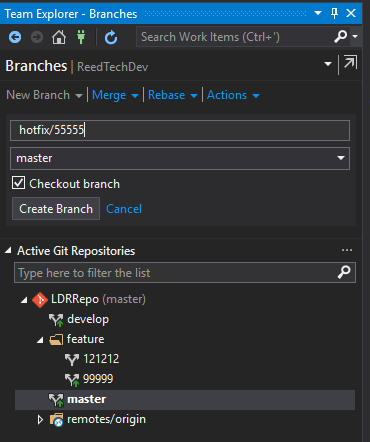 Team Explorer - Branches
Search Work Items (Ctrl+')
Branches | ReedTechDev
New Branch | Merge | Rebase | Actions
hotfix/55555
master
Checkout branch
Create Branch Cancel
Active Git Repositories ...
Type here to filter the list
LDRRepo (master)
develop
feature
121212
99999
master
remotes/origin